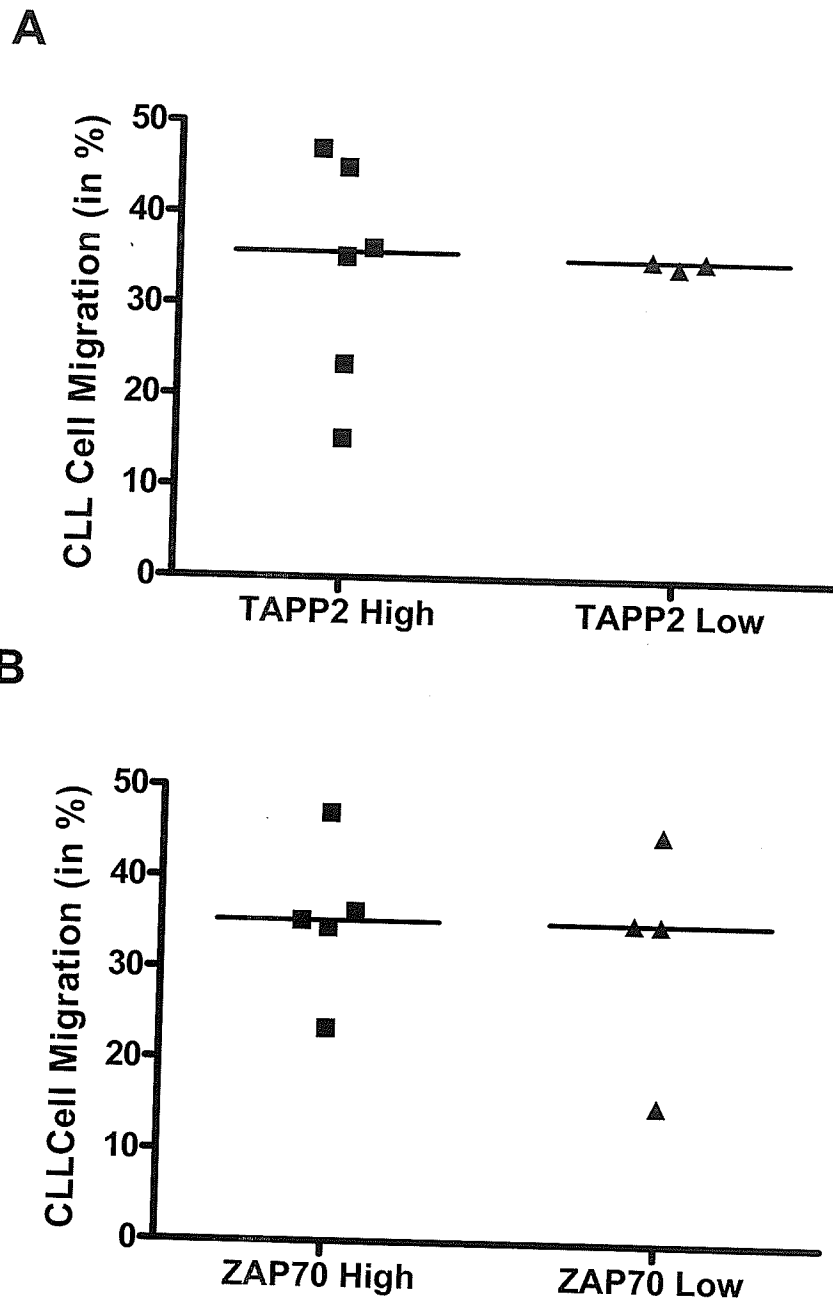 A
CLL Cell Migration (in %)
50
40
30
20
10
0
TAPP2 High
TAPP2 Low
B
CLLCell Migration (in %)
50
40
30
20
10
0
ZAP70 High
ZAP70 Low